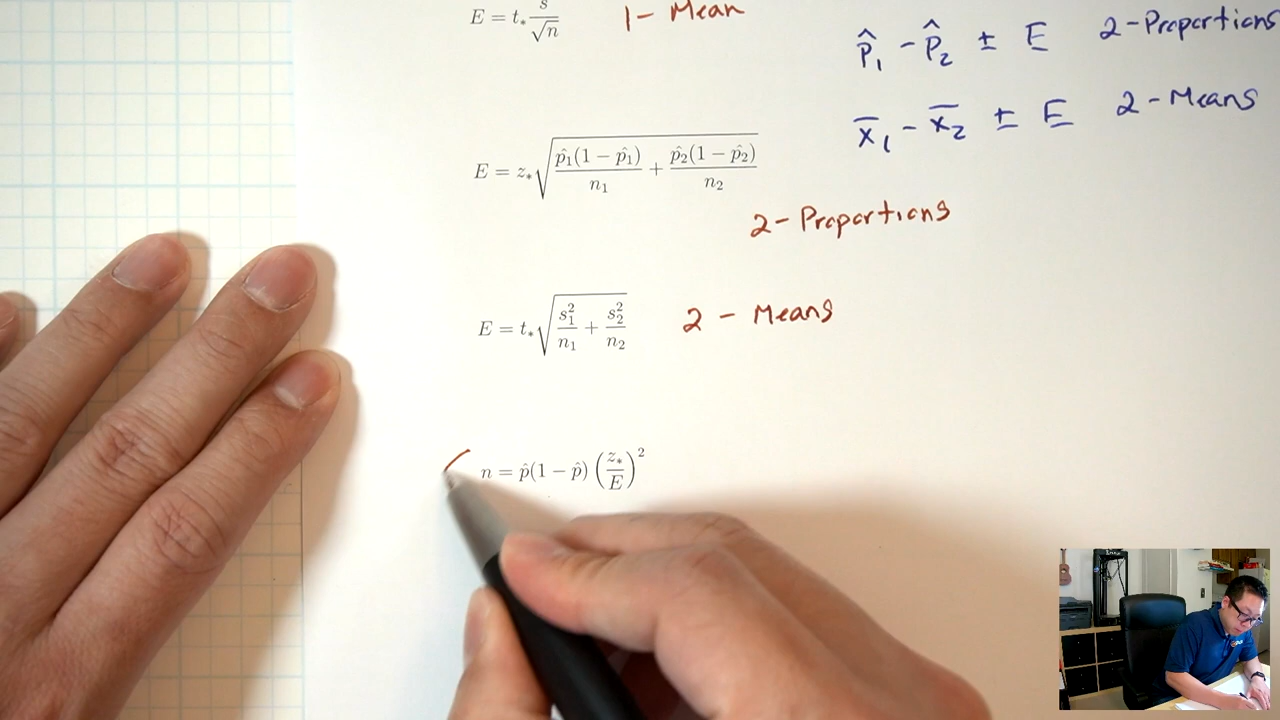 E = t* s/√n 1- Mean
p̂1 - p̂2 ± E 2-Proportions
x̄1 - x̄2 ± E 2-Means
E = z* √(p̂1(1 − p̂1)/n1 + p̂2(1 − p̂2)/n2)
2- Proportions
E = t* √(s1²/n1 + s2²/n2) 2 - Means
n = p̂(1 − p̂) (z*/E)²